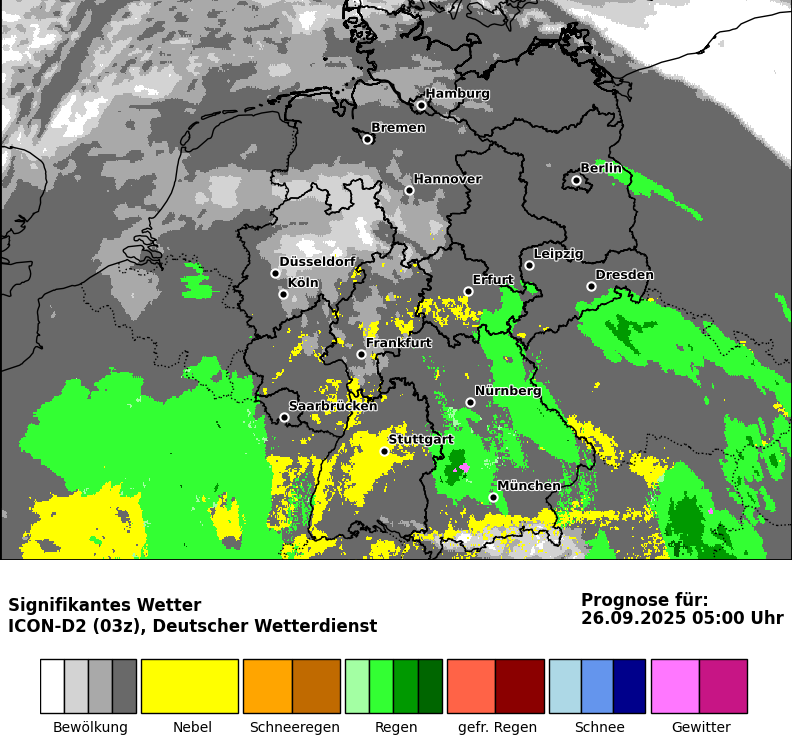 Hamburg
Bremen
Berlin
Hannover
Leipzig
Düsseldorf
Dresden
Köln
Erfurt
Frankfurt
Nürnberg
Saarbrücken
Stuttgart
München
Signifikantes Wetter
ICON-D2 (03z), Deutscher Wetterdienst
Prognose für:
26.09.2025 05:00 Uhr
Bewölkung Nebel Schneeregen Regen gefr. Regen Schnee Gewitter